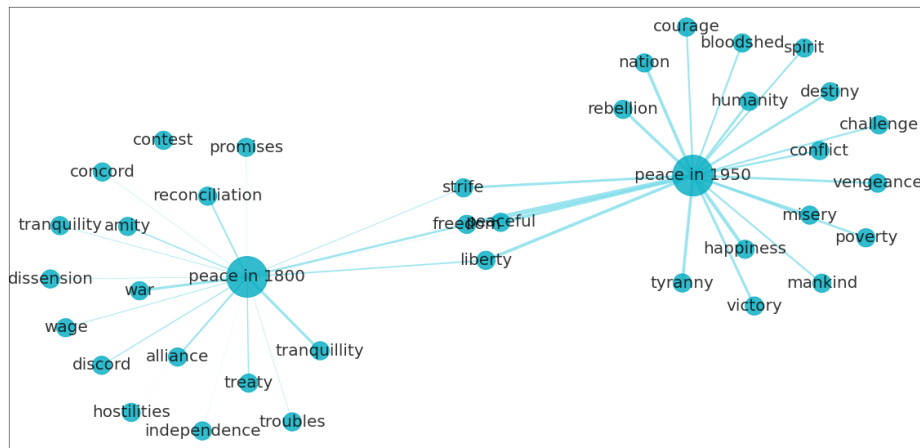 courage
bloodshed
spirit
nation
destiny
humanity
rebellion
challenge
contest
promises
conflict
concord
peace in 1950
vengeance
reconciliation
strife
misery
tranquility
amity
freedom
peaceful
poverty
happiness
liberty
dissension
peace in 1800
tyranny
mankind
war
victory
wage
tranquillity
discord
alliance
treaty
hostilities
troubles
independence